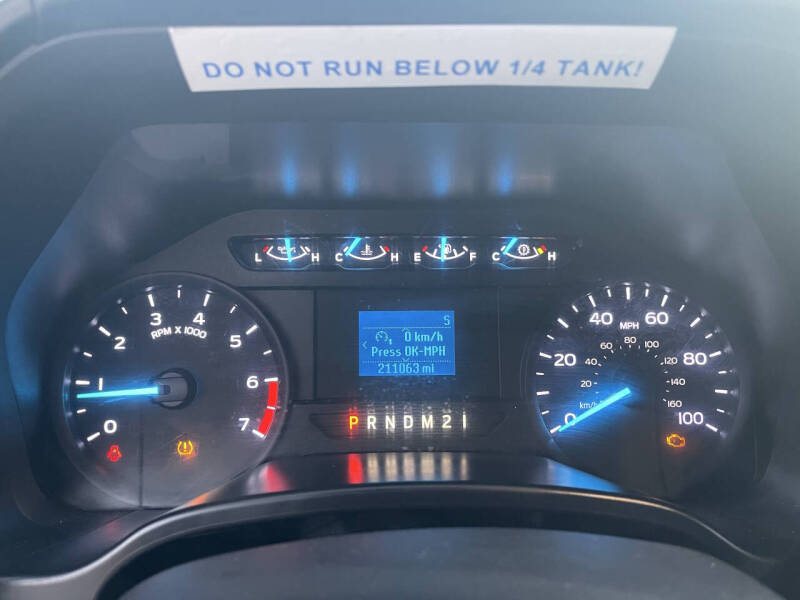 DO NOT RUN BELOW 1/4 TANK!
L H C H E F C H
0 1 2 3 4 5 6 7
RPM X 1000
S
0 km/h
Press OK-MPH
211063 mi
P R N D M 2 1
0 20 40 60 80 100
MPH
20 40 60 80 100 120 140 160
km/h